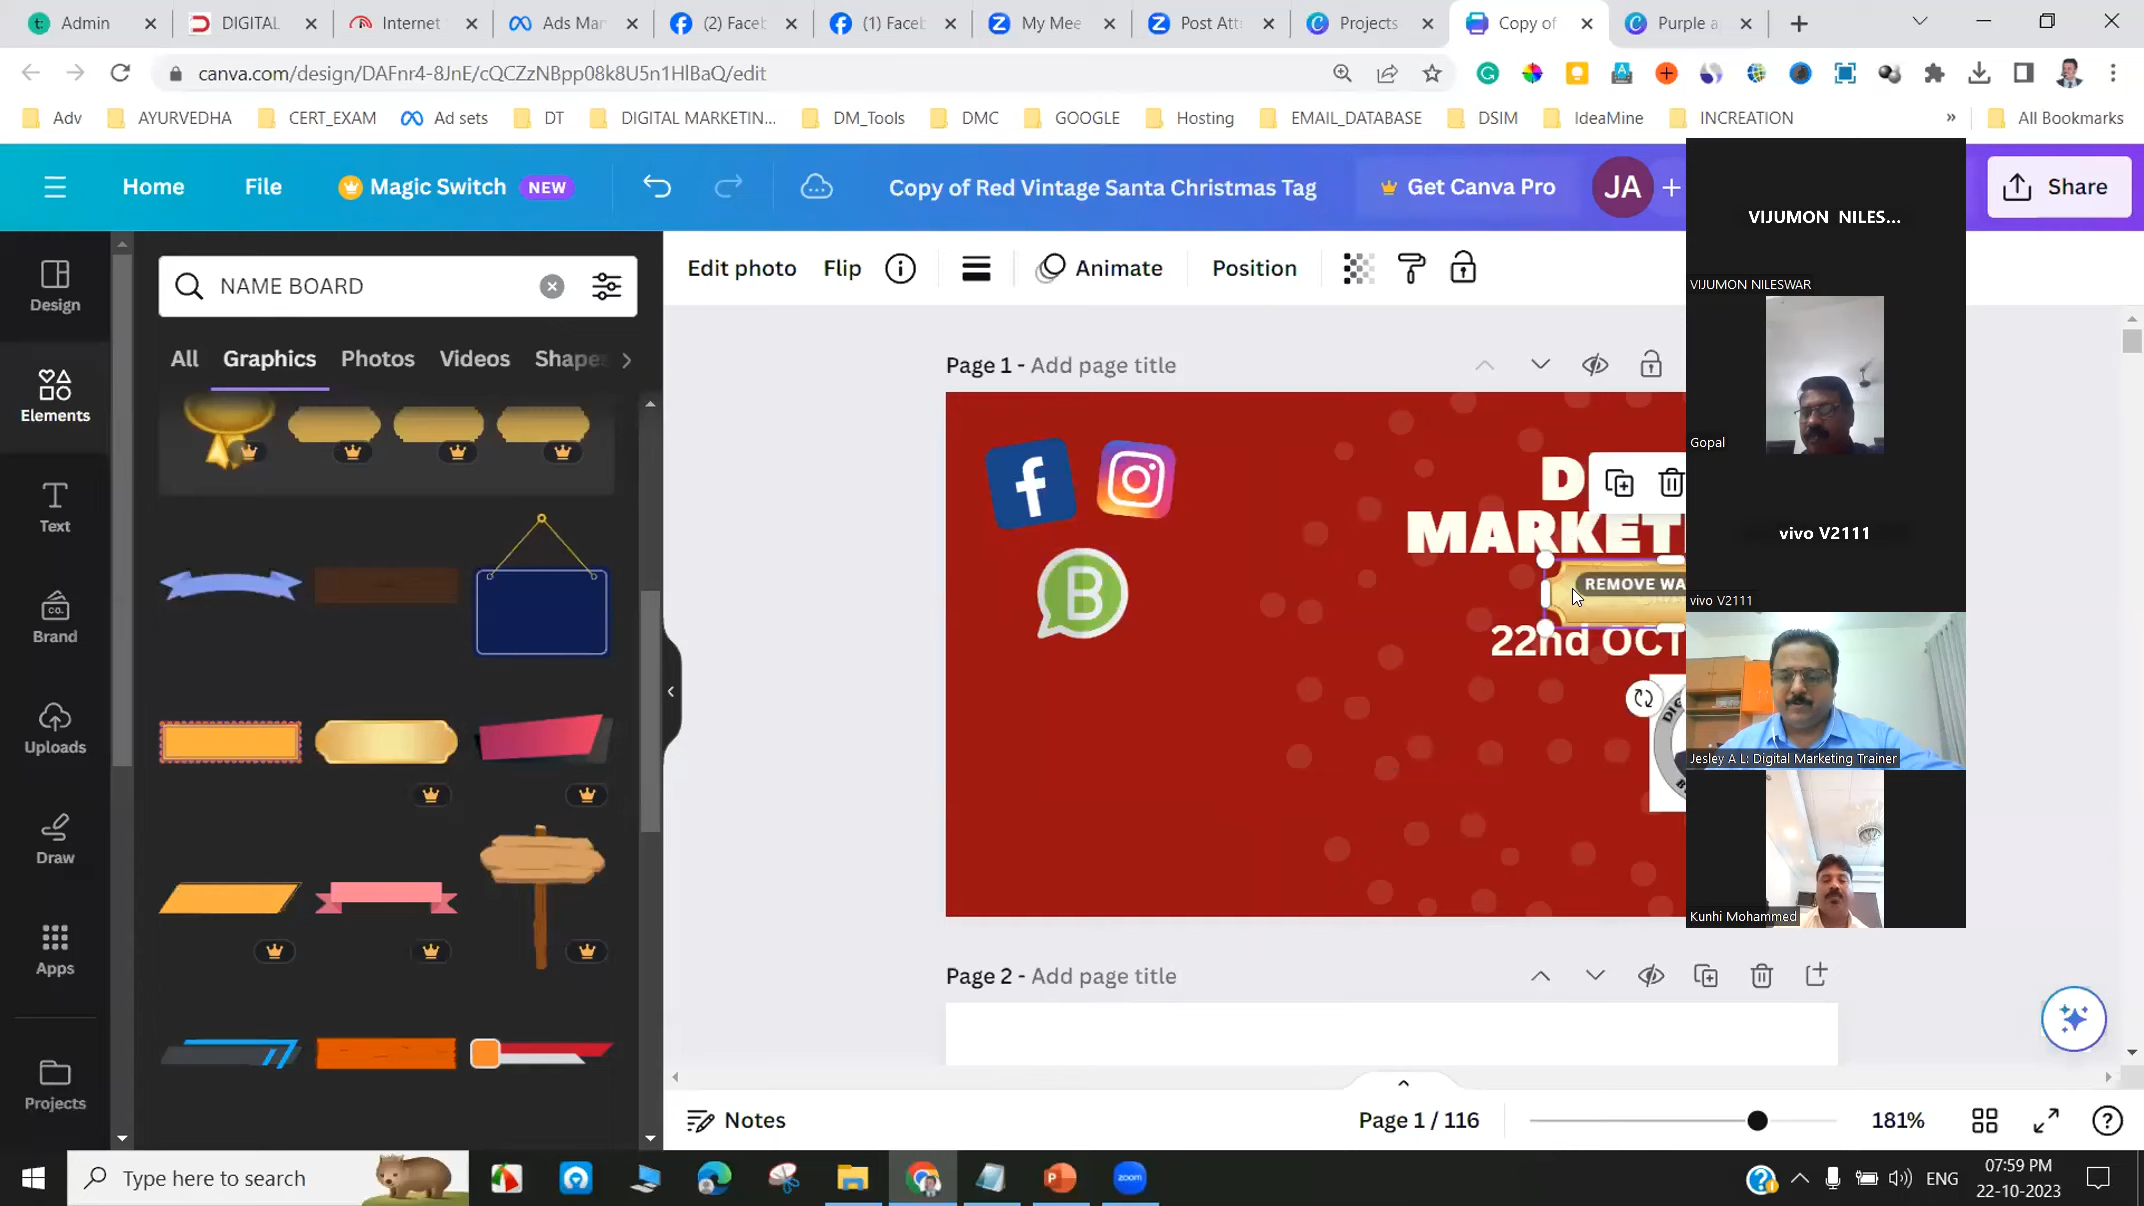 Admin
DIGITAL
Internet
Ads Mar
(2) Faceb
(1) Faceb
My Mee
Post Att
Projects
Copy of
Purple a
canva.com/design/DAFnr4-8JnE/cQCZzNBpp08k8U5n1HlBaQ/edit
Adv
AYURVEDHA
CERT_EXAM
Ad sets
DT
DIGITAL MARKETIN...
DM_Tools
DMC
GOOGLE
Hosting
EMAIL_DATABASE
DSIM
IdeaMine
INCREATION
»
All Bookmarks
Home
File
Magic Switch NEW
Copy of Red Vintage Santa Christmas Tag
Get Canva Pro
JA
Share
Design
Elements
Text
Brand
Uploads
Draw
Apps
Projects
NAME BOARD
All
Graphics
Photos
Videos
Shapes
Edit photo
Flip
Animate
Position
Page 1 - Add page title
D
MARKET
REMOVE WA
22nd OCT
Page 2 - Add page title
VIJUMON NILES...
VIJUMON NILESWAR
Gopal
vivo V2111
vivo V2111
Jesley A L: Digital Marketing Trainer
Kunhi Mohammed
Notes
Page 1 / 116
181%
Type here to search
zoom
ENG
07:59 PM
22-10-2023